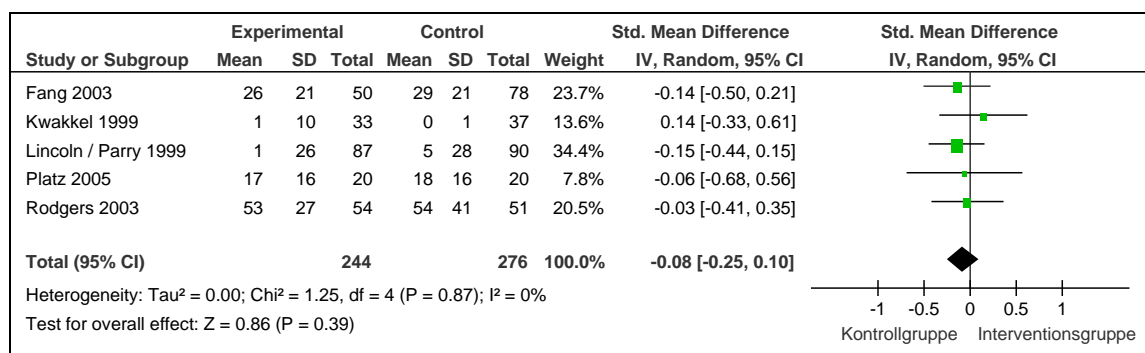 Experimental Control Std. Mean Difference Std. Mean Difference
Study or Subgroup Mean SD Total Mean SD Total Weight IV, Random, 95% CI IV, Random, 95% CI
Fang 2003 26 21 50 29 21 78 23.7% -0.14 [-0.50, 0.21]
Kwakkel 1999 1 10 33 0 1 37 13.6% 0.14 [-0.33, 0.61]
Lincoln / Parry 1999 1 26 87 5 28 90 34.4% -0.15 [-0.44, 0.15]
Platz 2005 17 16 20 18 16 20 7.8% -0.06 [-0.68, 0.56]
Rodgers 2003 53 27 54 54 41 51 20.5% -0.03 [-0.41, 0.35]
Total (95% CI) 244 276 100.0% -0.08 [-0.25, 0.10]
Heterogeneity: Tau² = 0.00; Chi² = 1.25, df = 4 (P = 0.87); I² = 0%
Test for overall effect: Z = 0.86 (P = 0.39)
-1 -0.5 0 0.5 1
Kontrollgruppe Interventionsgruppe